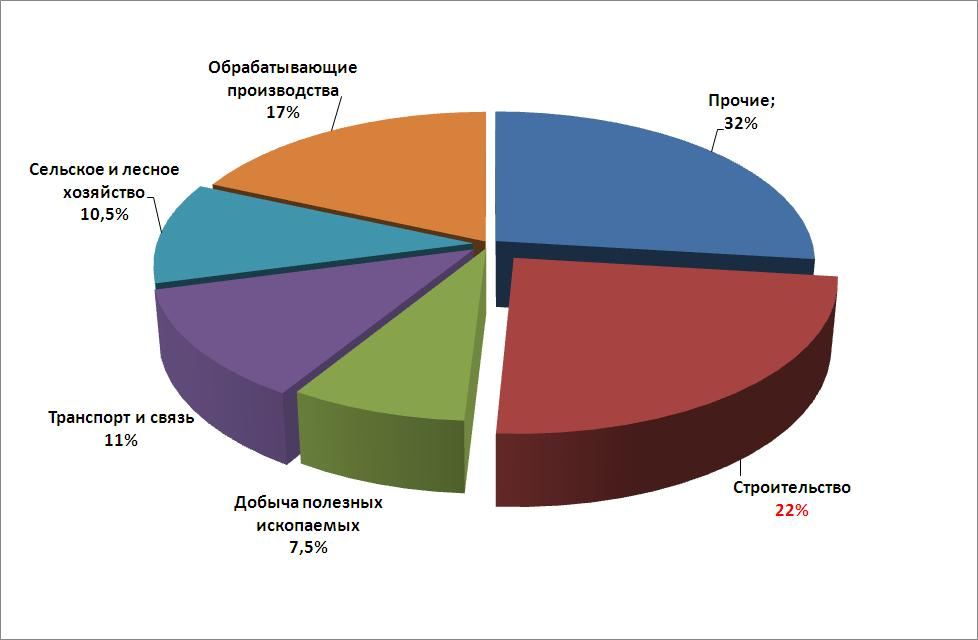 Обрабатывающие
производства
17%
Прочие;
32%
Сельское и лесное
хозяйство
10,5%
Транспорт и связь
11%
Добыча полезных
ископаемых
7,5%
Строительство
22%